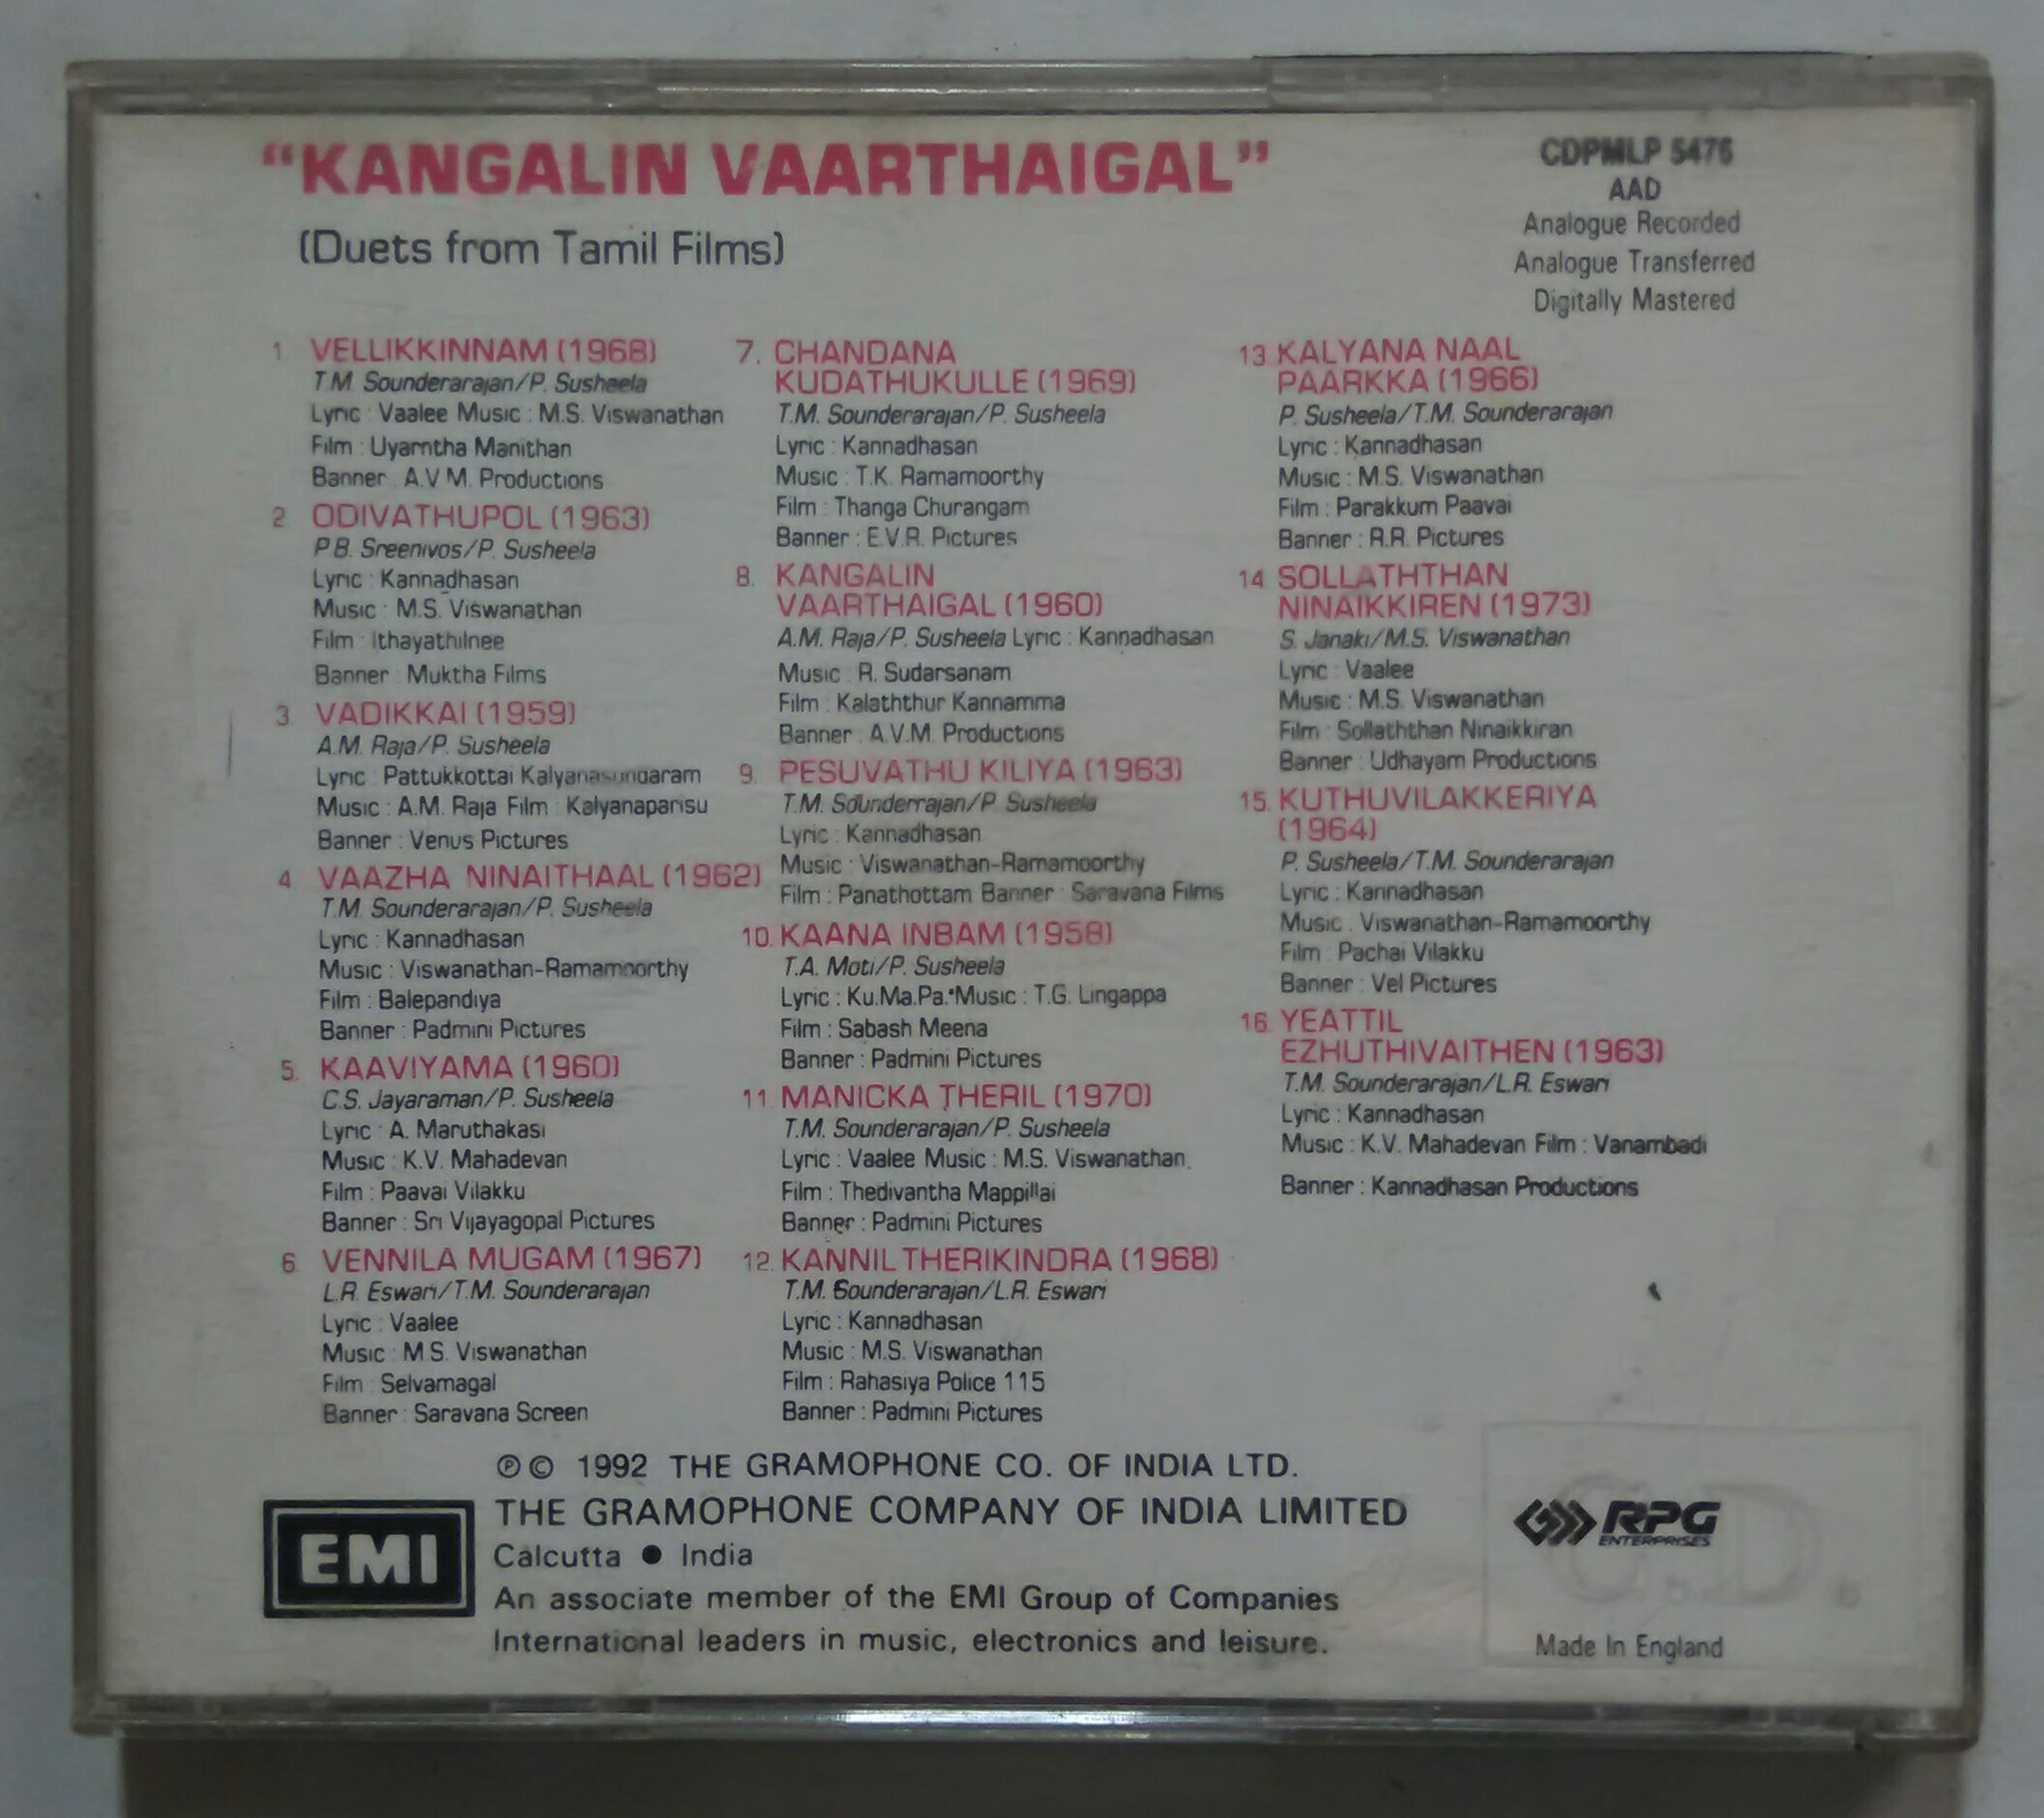 “KANGALIN VAARTHAIGAL”
(Duets from Tamil Films)
CDPMLP 5476
AAD
Analogue Recorded
Analogue Transferred
Digitally Mastered
1 VELLIKKINNAM (1968)
T.M. Sounderarajan/P. Susheela
Lyric : Vaalee Music : M.S. Viswanathan
Film : Uyarntha Manithan
Banner : A.V.M. Productions
2 ODIVATHUPOL (1963)
P.B. Sreenivos/P. Susheela
Lyric : Kannadhasan
Music : M.S. Viswanathan
Film : Ithayathilnee
Banner : Muktha Films
3. VADIKKAI (1959)
A.M. Raja/P. Susheela
Lyric : Pattukkottai Kalyanasundaram
Music : A.M. Raja Film : Kalyanaparisu
Banner : Venus Pictures
4 VAAZHA NINAITHAAL (1962)
T.M. Sounderarajan/P. Susheela
Lyric : Kannadhasan
Music : Viswanathan-Ramamoorthy
Film : Balepandiya
Banner : Padmini Pictures
5. KAAVIYAMA (1960)
C.S. Jayaraman/P. Susheela
Lyric : A. Maruthakasi
Music : K.V. Mahadevan
Film : Paavai Vilakku
Banner : Sri Vijayagopal Pictures
6 VENNILA MUGAM (1967)
L.R. Eswari/T.M. Sounderarajan
Lyric : Vaalee
Music : M.S. Viswanathan
Film : Selvamagal
Banner : Saravana Screen
7. CHANDANA
KUDATHUKULLE (1969)
T.M. Sounderarajan/P. Susheela
Lyric : Kannadhasan
Music : T.K. Ramamoorthy
Film : Thanga Churangam
Banner : E.V.R. Pictures
8. KANGALIN
VAARTHAIGAL (1960)
A.M. Raja/P. Susheela Lyric : Kannadhasan
Music : R. Sudarsanam
Film : Kalaththur Kannamma
Banner : A.V.M. Productions
9. PESUVATHU KILIYA (1963)
T.M. Sounderrajan/P. Susheela
Lyric : Kannadhasan
Music : Viswanathan-Ramamoorthy
Film : Panathottam Banner : Saravana Films
10. KAANA INBAM (1958)
T.A. Moti/P. Susheela
Lyric : Ku.Ma.Pa. Music : T.G. Lingappa
Film : Sabash Meena
Banner : Padmini Pictures
11. MANICKA THERIL (1970)
T.M. Sounderarajan/P. Susheela
Lyric : Vaalee Music : M.S. Viswanathan.
Film : Thedivantha Mappillai
Banner : Padmini Pictures
12. KANNIL THERIKINDRA (1968)
T.M. Sounderarajan/L.R. Eswari
Lyric : Kannadhasan
Music : M.S. Viswanathan
Film : Rahasiya Police 115
Banner : Padmini Pictures
13 KALYANA NAAL
PAARKKA (1966)
P. Susheela/T.M. Sounderarajan
Lyric : Kannadhasan
Music : M.S. Viswanathan
Film : Parakkum Paavai
Banner : R.R. Pictures
14 SOLLATHTHAN
NINAIKKIREN (1973)
S. Janaki/M.S. Viswanathan
Lyric : Vaalee
Music : M.S. Viswanathan
Film : Sollaththan Ninaikkiran
Banner : Udhayam Productions
15. KUTHUVILAKKERIYA
(1964)
P. Susheela/T.M. Sounderarajan
Lyric : Kannadhasan
Music : Viswanathan-Ramamoorthy
Film : Pachai Vilakku
Banner : Vel Pictures
16. YEATTIL
EZHUTHIVAITHEN (1963)
T.M. Sounderarajan/L.R. Eswari
Lyric : Kannadhasan
Music : K.V. Mahadevan Film : Vanambadi
Banner : Kannadhasan Productions
℗ © 1992 THE GRAMOPHONE CO. OF INDIA LTD.
EMI
THE GRAMOPHONE COMPANY OF INDIA LIMITED
Calcutta ● India
An associate member of the EMI Group of Companies
International leaders in music, electronics and leisure.
RPG
ENTERPRISES
Made In England